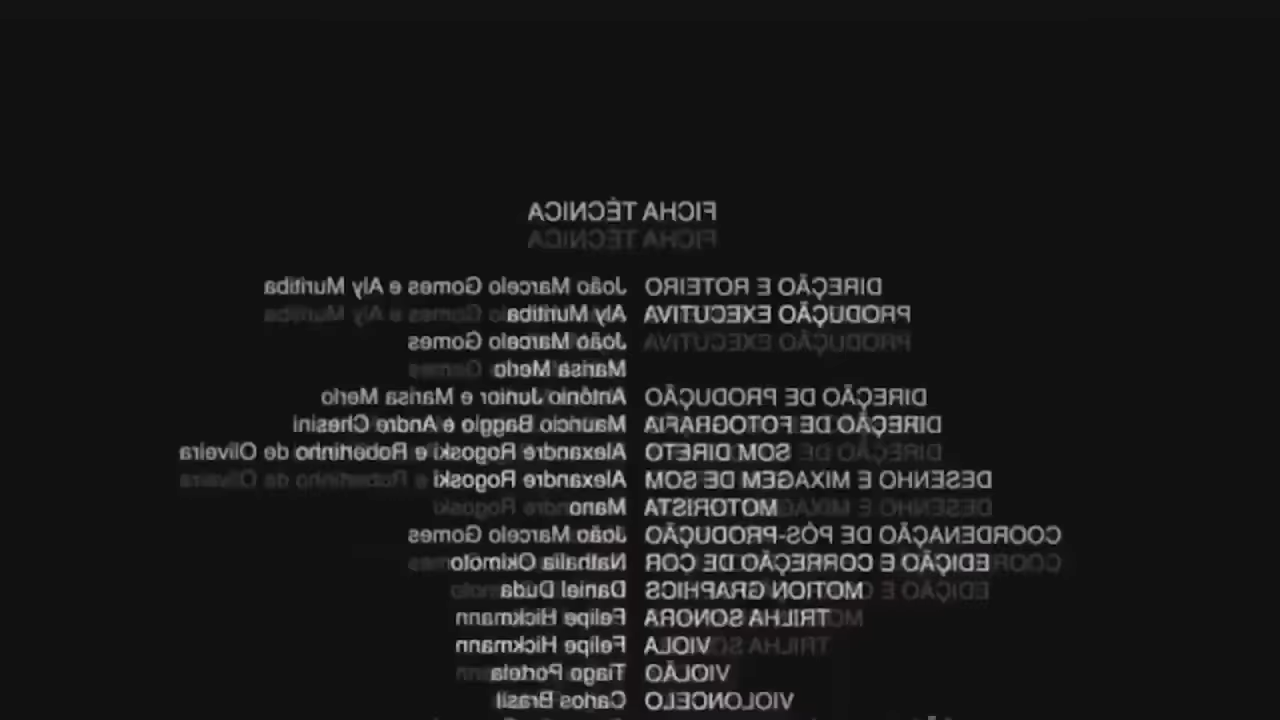 FICHA TÉCNICA
DIREÇÃO E ROTEIRO João Marcelo Gomes e Aly Muritiba
PRODUÇÃO EXECUTIVA Aly Muritiba
João Marcelo Gomes
Marisa Merlo
DIREÇÃO DE PRODUÇÃO Antônio Junior e Marisa Merlo
DIREÇÃO DE FOTOGRAFIA Maurício Baggio e Andre Chesini
SOM DIRETO Alexandre Rogoski e Robertinho de Oliveira
DESENHO E MIXAGEM DE SOM Alexandre Rogoski
MOTORISTA Mano
COORDENAÇÃO DE PÓS-PRODUÇÃO João Marcelo Gomes
EDIÇÃO E CORREÇÃO DE COR Nathalia Okimoto
MOTION GRAPHICS Daniel Duda
TRILHA SONORA Felipe Hickmann
VIOLA Felipe Hickmann
VIOLÃO Tiago Portela
VIOLONCELO Carlos Brasil